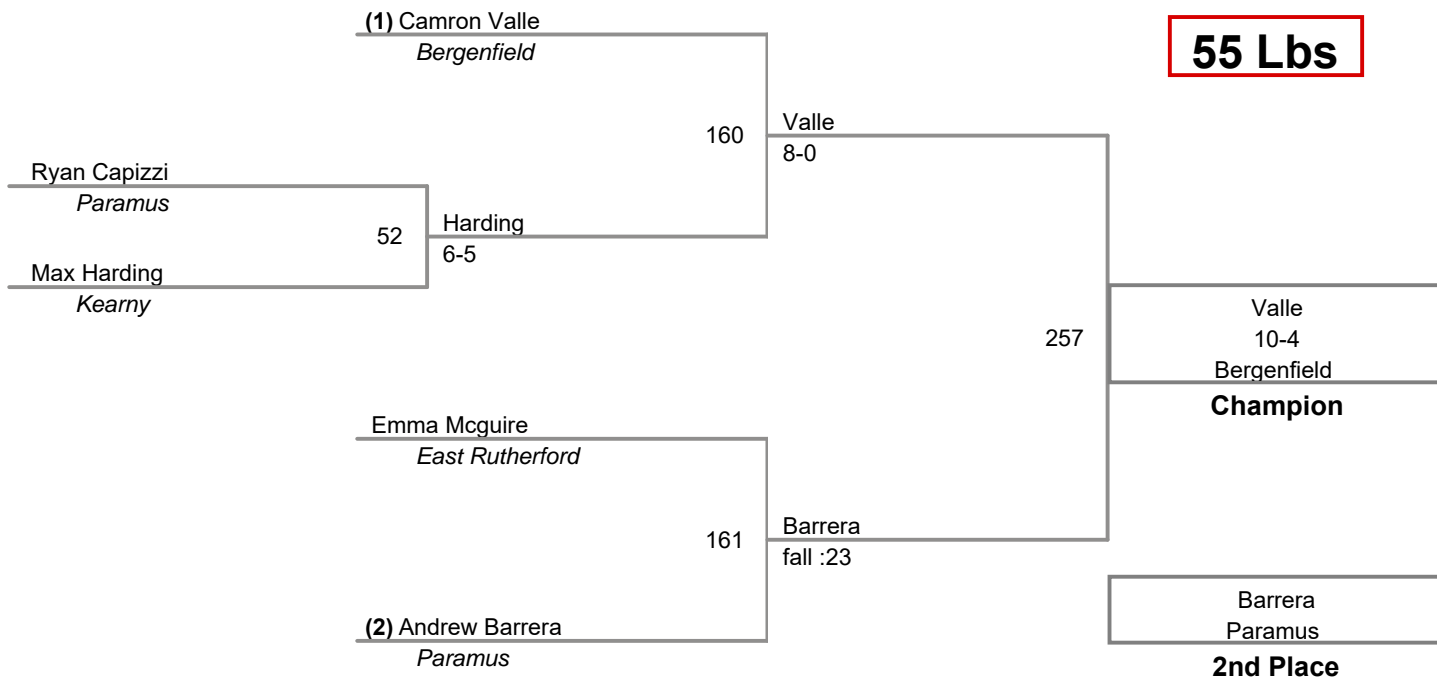 (1) Camron Valle
Bergenfield
55 Lbs
160
Valle
8-0
Ryan Capizzi
Paramus
52
Harding
6-5
Max Harding
Kearny
257
Valle
10-4
Bergenfield
Champion
Emma Mcguire
East Rutherford
161
Barrera
fall :23
(2) Andrew Barrera
Paramus
Barrera
Paramus
2nd Place